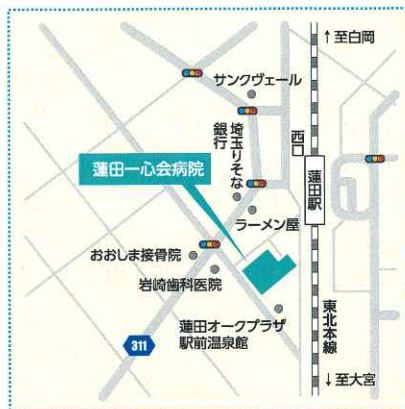 ↑至白岡
サンクヴェール
埼玉りそな
銀行
西口
蓮田一心会病院
蓮田駅
ラーメン屋
おおしま接骨院
岩崎歯科医院
蓮田オークプラザ
駅前温泉館
東北本線
311
↓至大宮